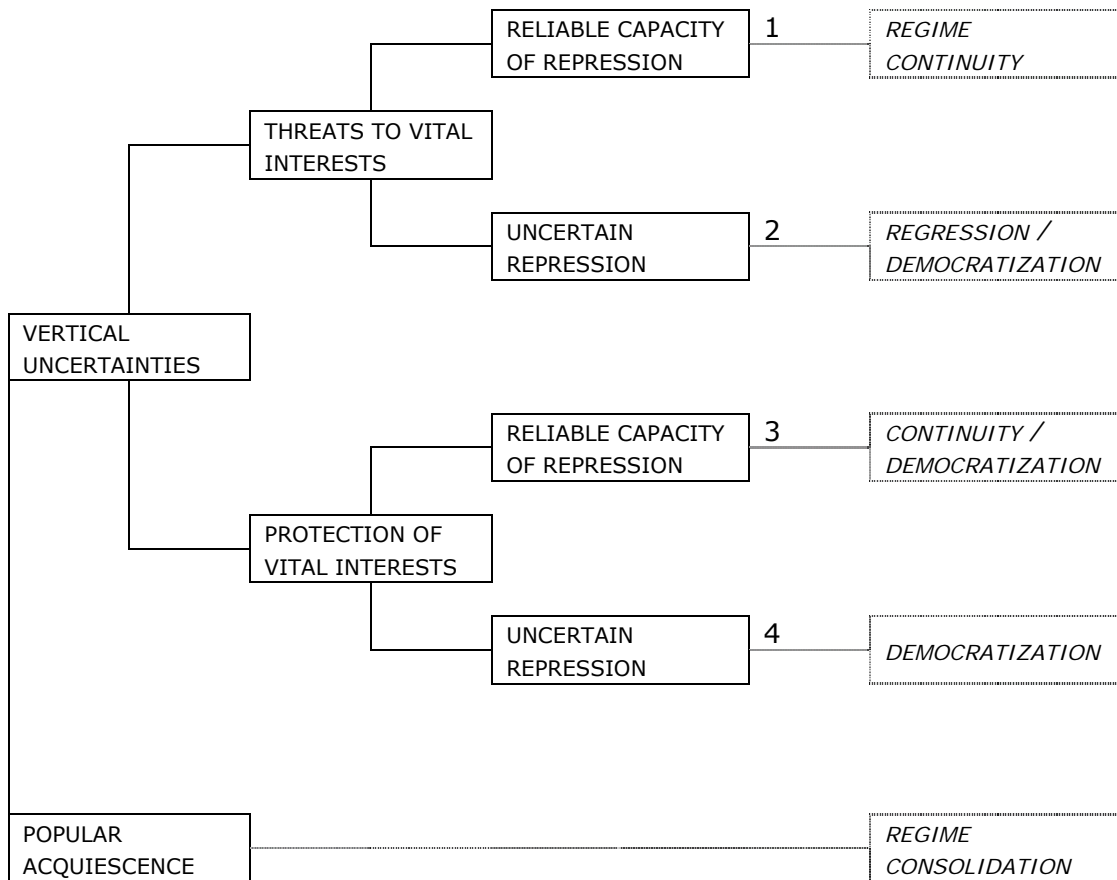 RELIABLE CAPACITY
OF REPRESSION
1
REGIME
CONTINUITY
THREATS TO VITAL
INTERESTS
UNCERTAIN
REPRESSION
2
REGRESSION /
DEMOCRATIZATION
VERTICAL
UNCERTAINTIES
RELIABLE CAPACITY
OF REPRESSION
3
CONTINUITY /
DEMOCRATIZATION
PROTECTION OF
VITAL INTERESTS
UNCERTAIN
REPRESSION
4
DEMOCRATIZATION
POPULAR
ACQUIESCENCE
REGIME
CONSOLIDATION